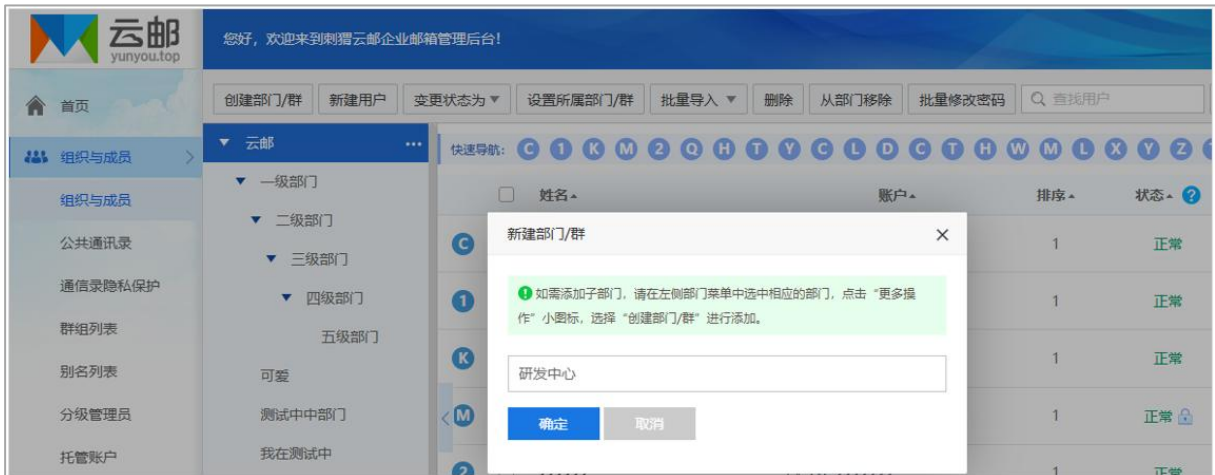 云邮
yunyou.top
您好，欢迎来到刺猬云邮企业邮箱管理后台！
首页
组织与成员
组织与成员
公共通讯录
通信录隐私保护
群组列表
别名列表
分级管理员
托管账户
创建部门/群 新建用户 变更状态为 设置所属部门/群 批量导入 删除 从部门移除 批量修改密码 查找用户
云邮 ...
一级部门
二级部门
三级部门
四级部门
五级部门
可爱
测试中中部门
我在测试中
快速导航: C 1 K M 2 Q H T Y C L D C T H W M L X Y Z
姓名 账户 排序 状态 ?
C 1 正常
1 1 正常
K 1 正常
M 1 正常
2 1 正常
新建部门/群
如需添加子部门，请在左侧部门菜单中选中相应的部门，点击“更多操
作”小图标，选择“创建部门/群”进行添加。
研发中心
确定 取消